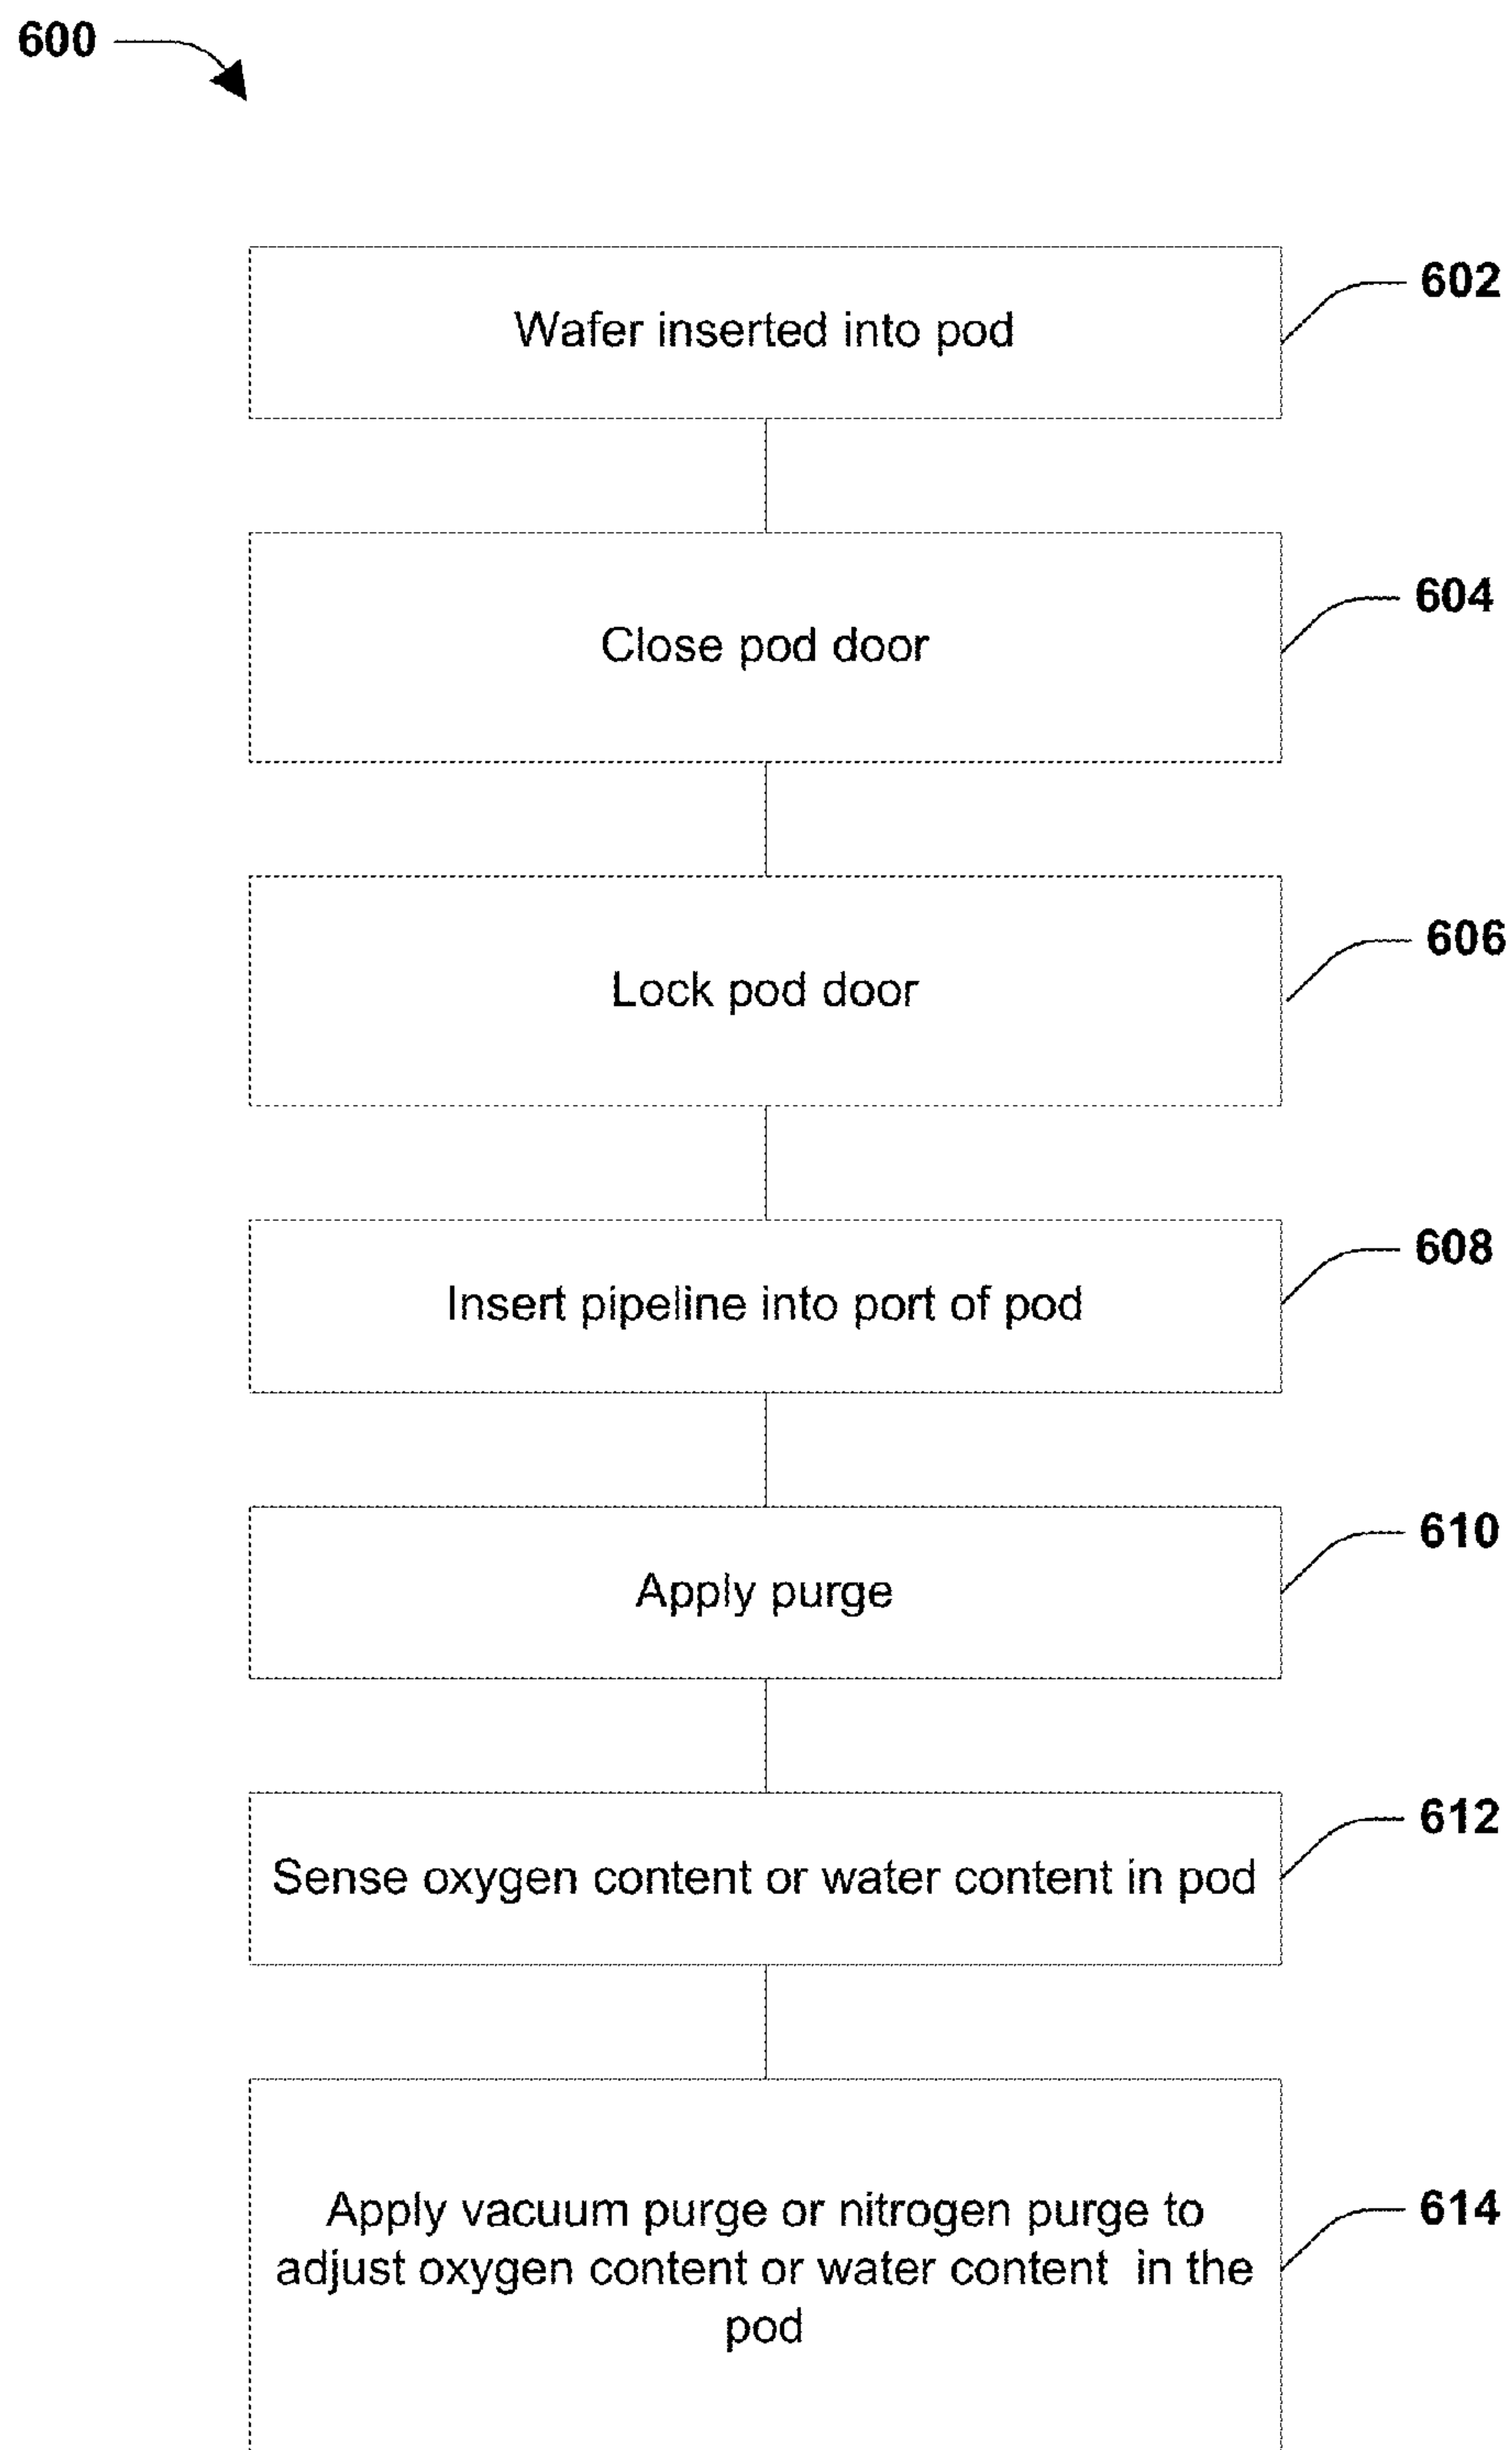 600
Wafer inserted into pod
602
Close pod door
604
Lock pod door
606
Insert pipeline into port of pod
608
Apply purge
610
Sense oxygen content or water content in pod
612
Apply vacuum purge or nitrogen purge to
adjust oxygen content or water content in the
pod
614